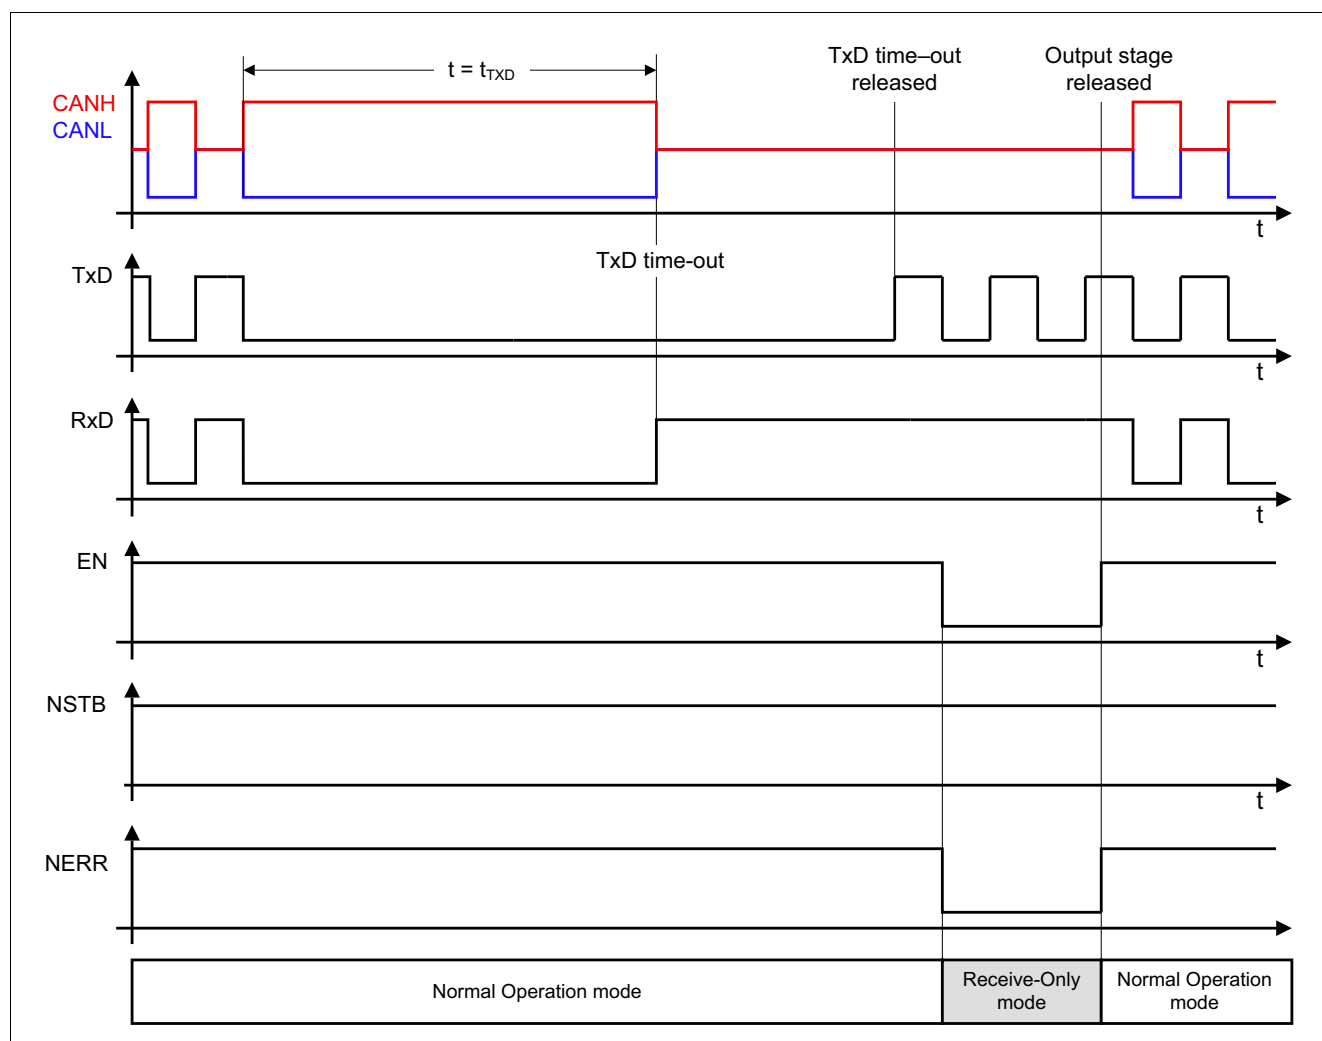 TxD time–out
released
Output stage
released
t = tTXD
CANH
CANL
t
TxD time-out
TxD
t
RxD
t
EN
t
NSTB
t
NERR
Normal Operation mode
Receive-Only
mode
Normal Operation
mode